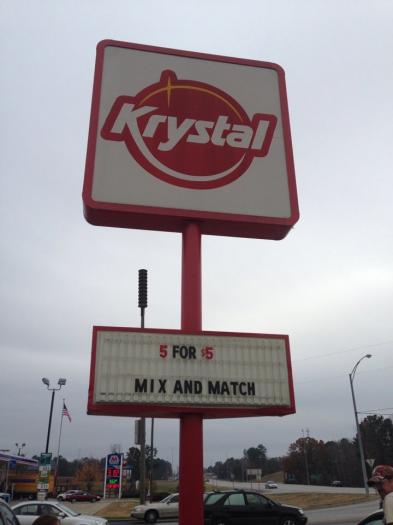 Krystal
5 FOR $5
MIX AND MATCH